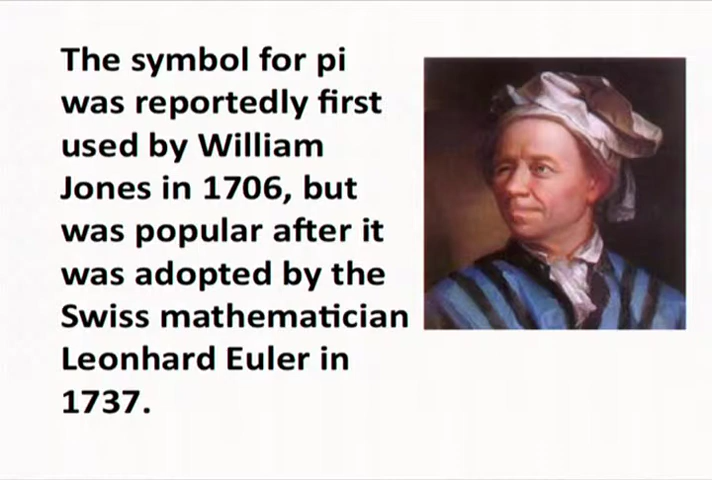 The symbol for pi
was reportedly first
used by William
Jones in 1706, but
was popular after it
was adopted by the
Swiss mathematician
Leonhard Euler in
1737.